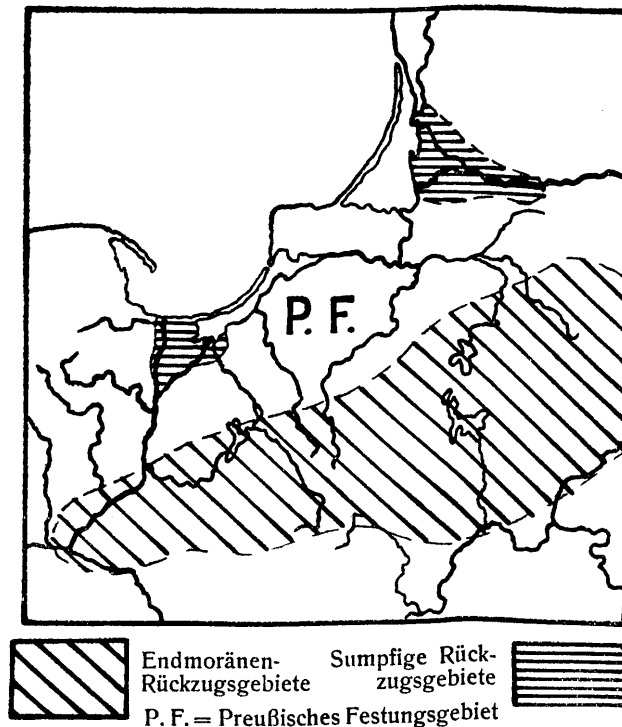 P. F.
Endmoränen-
Rückzugsgebiete
Sumpfige Rück-
zugsgebiete
P. F. = Preußisches Festungsgebiet